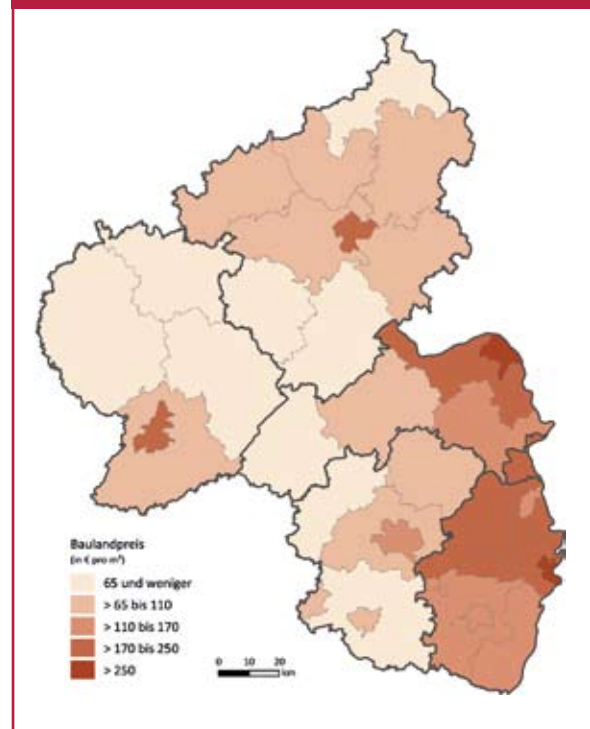 Baulandpreis
(in € pro m²)
65 und weniger
> 65 bis 110
> 110 bis 170
> 170 bis 250
> 250
0 10 20
km